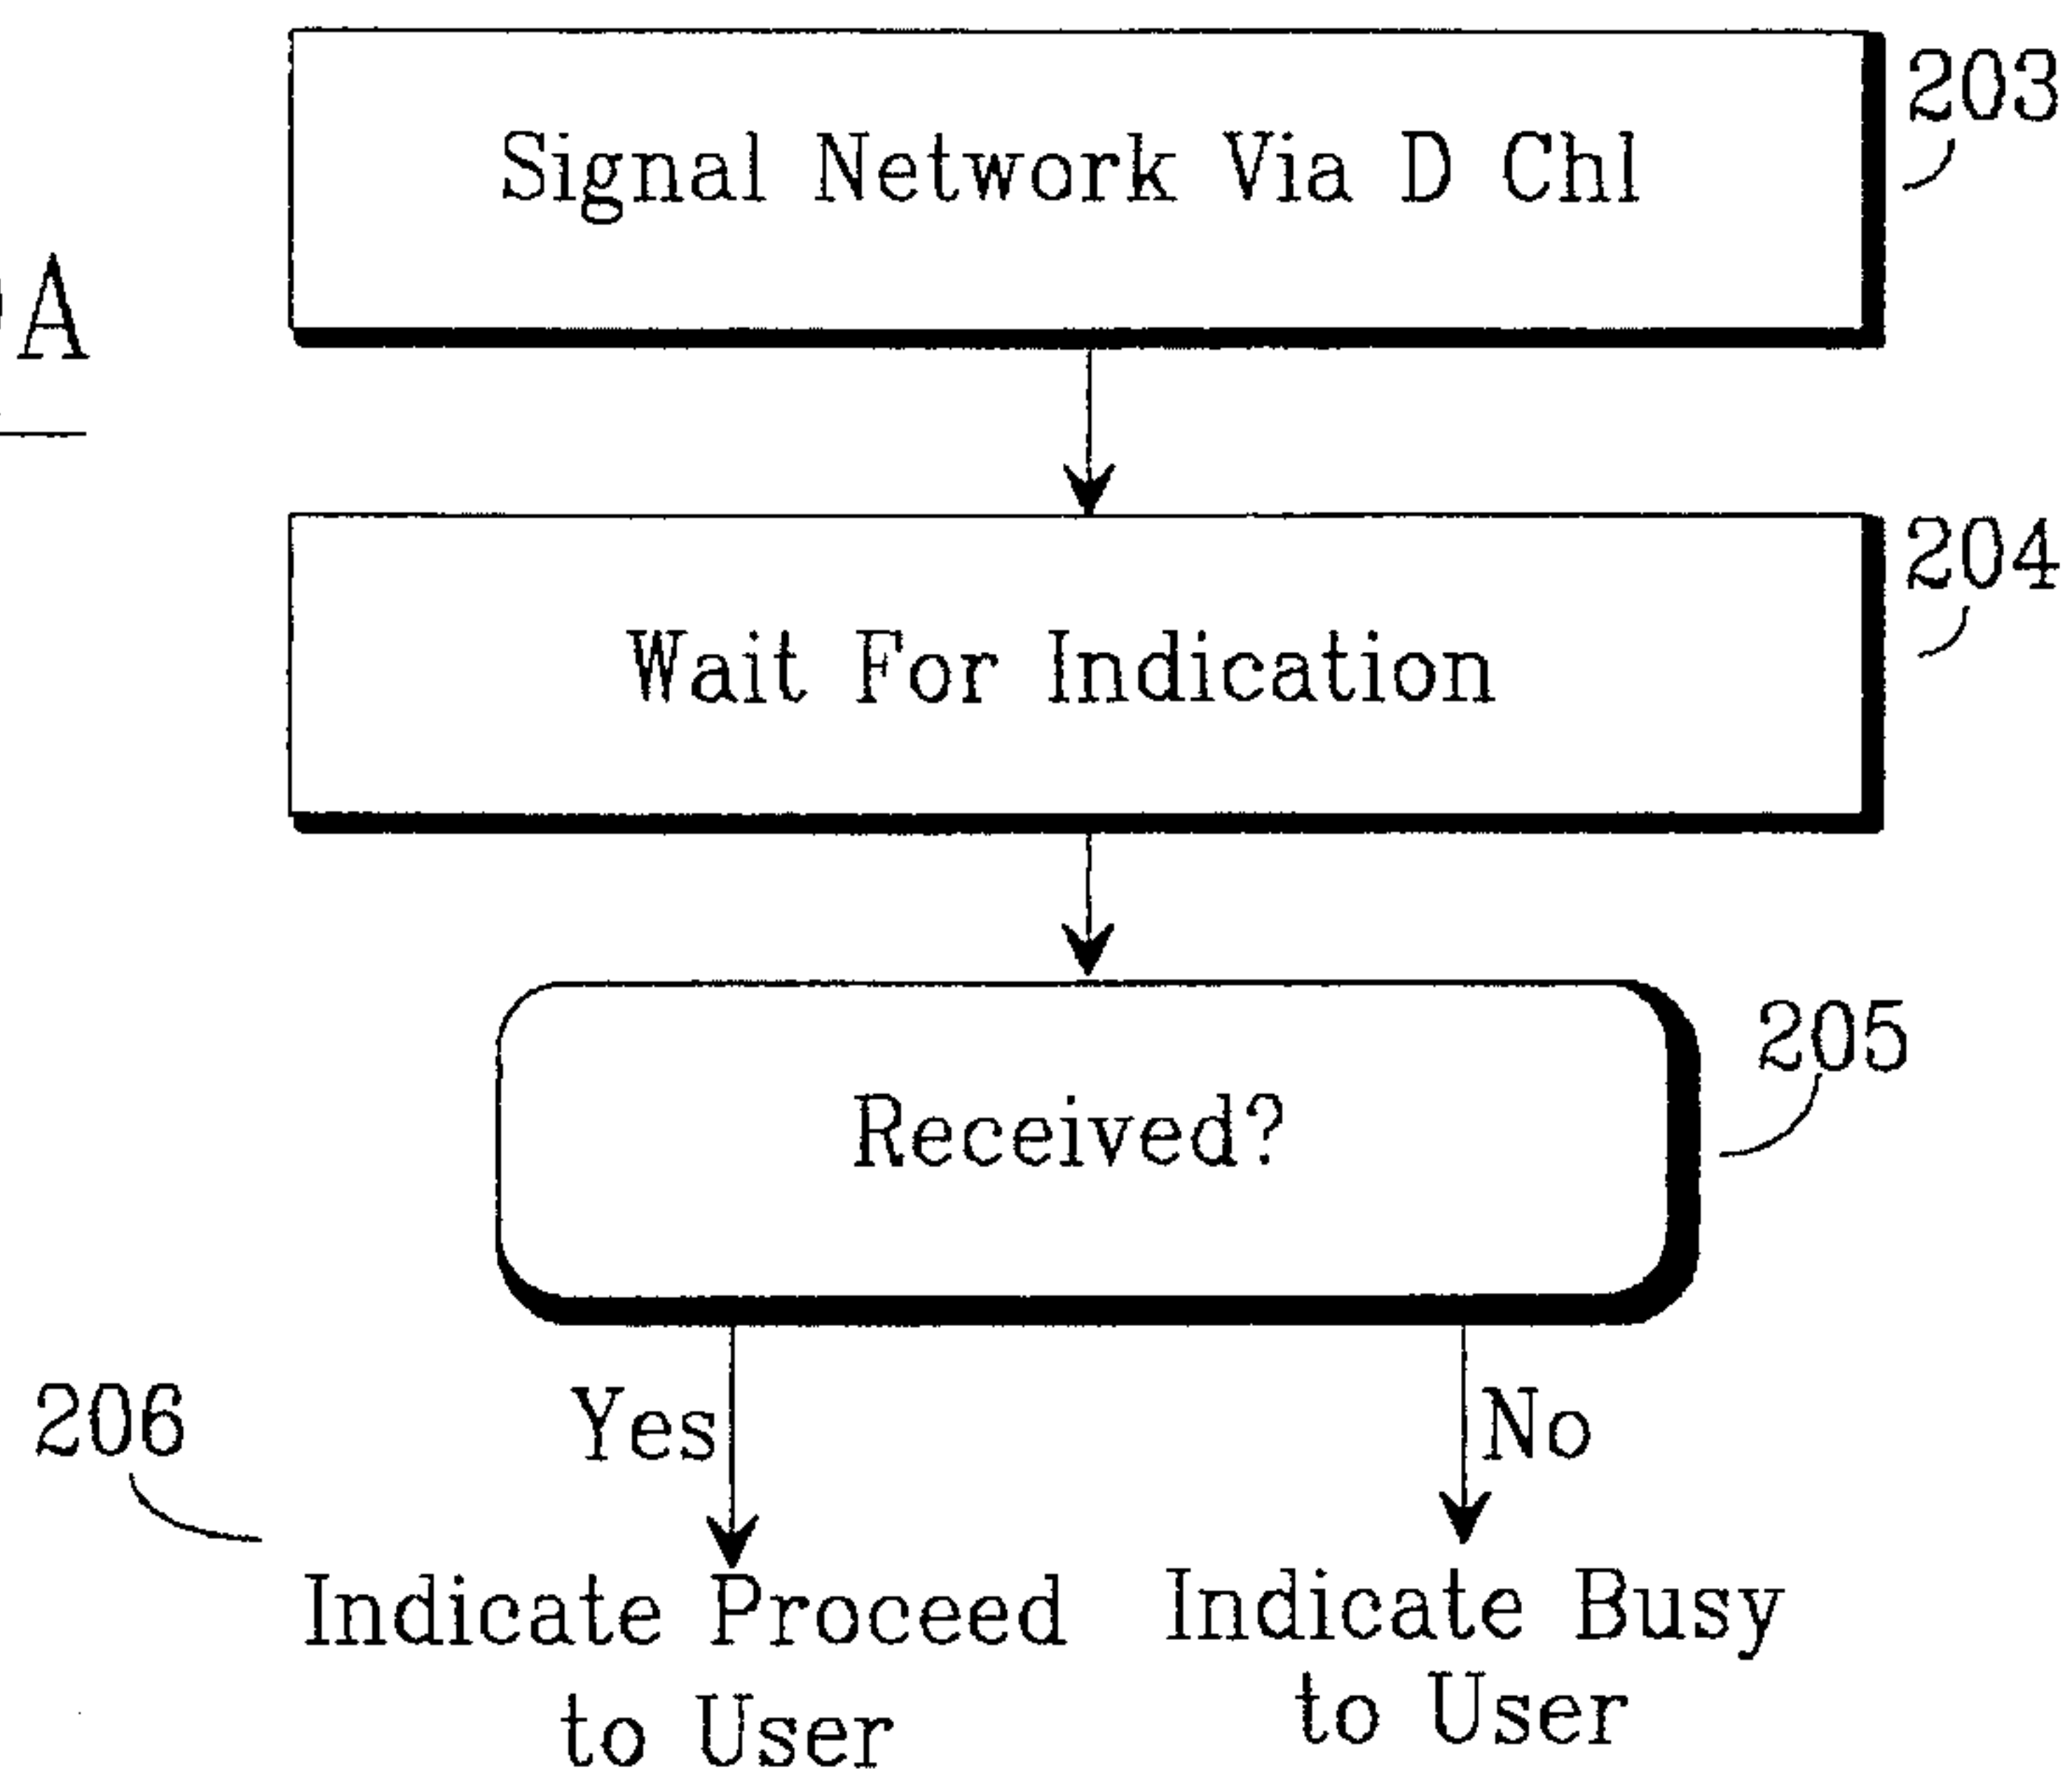 203
Signal Network Via D Chl
A
204
Wait For Indication
205
Received?
206
Yes
No
Indicate Proceed
to User
Indicate Busy
to User